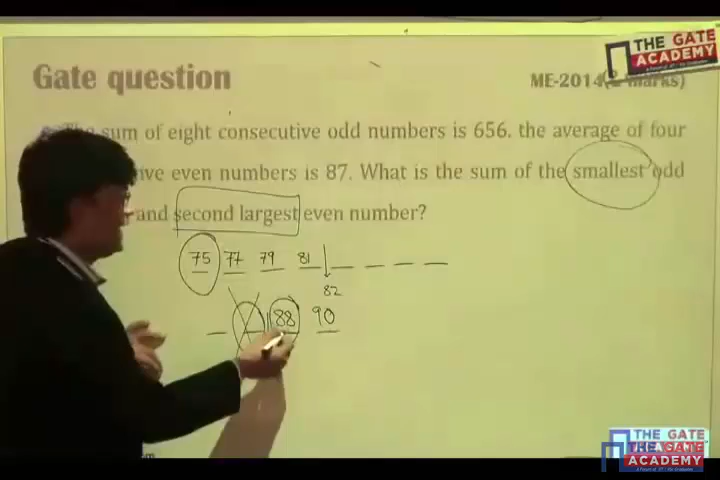 THE GATE
ACADEMY
Gate question
ME-2014(2 marks)
sum of eight consecutive odd numbers is 656. the average of four
ive even numbers is 87. What is the sum of the smallest odd
and second largest even number?
75 77 79 81
82
88 90
THE GATE
ACADEMY